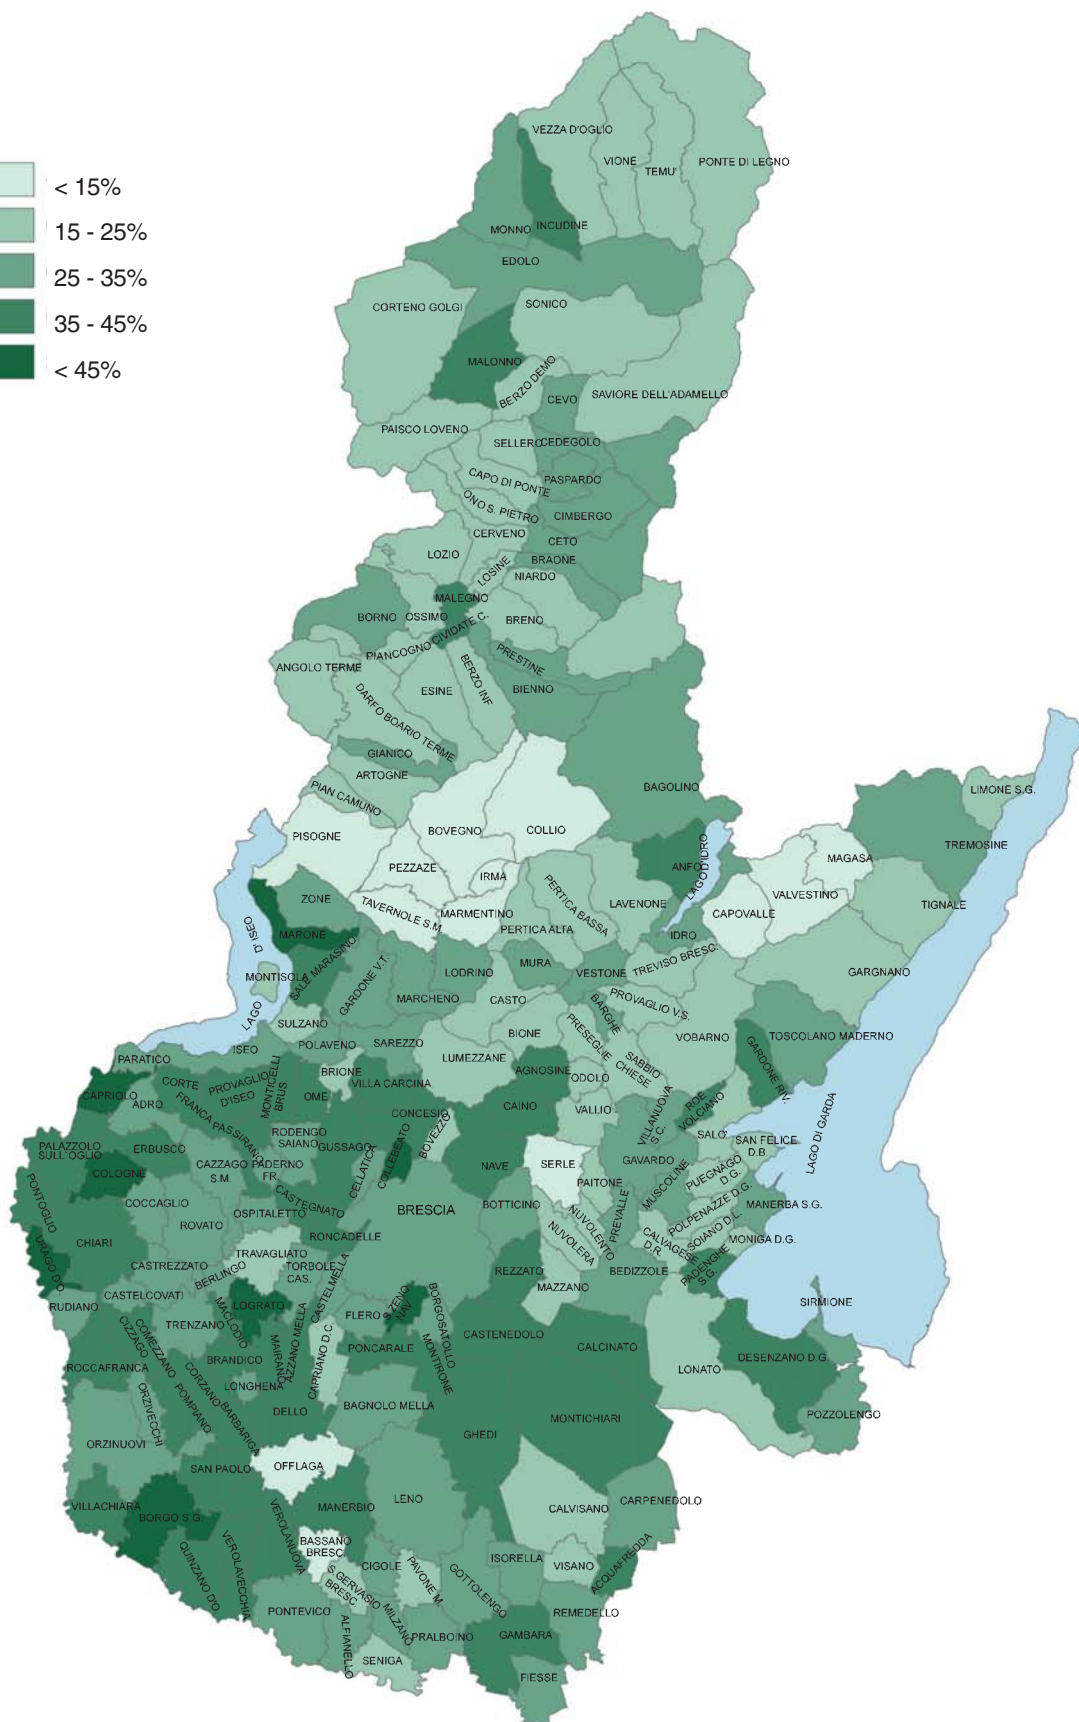 < 15%
15 - 25%
25 - 35%
35 - 45%
< 45%
VEZZA D'OGLIO
VIONE
TEMU'
PONTE DI LEGNO
MONNO
INCUDINE
EDOLO
CORTENO GOLGI
SONICO
MALONNO
BERZO DEMO
CEVO
SAVIORE DELL'ADAMELLO
PAISCO LOVENO
SELLERO
CEDEGOLO
CAPO DI PONTE
PASPARDO
ONO S. PIETRO
CIMBERGO
CERVENO
CETO
LOZIO
BRAONE
LOSINE
NIARDO
MALEGNO
BORNO
OSSIMO
BRENO
CIVIDATE C.
PIANCOGNO
PRESTINE
ANGOLO TERME
BERZO INF
ESINE
BIENNO
DARFO BOARIO TERME
GIANICO
ARTOGNE
BAGOLINO
PIAN CAMUNO
LIMONE S.G.
PISOGNE
BOVEGNO
COLLIO
TREMOSINE
MAGASA
PEZZAZE
IRMA
ANFO
LAGO D'IDRO
VALVESTINO
ZONE
TAVERNOLE S.M.
MARMENTINO
PERTICA BASSA
LAVENONE
CAPOVALLE
TIGNALE
MARONE
PERTICA ALTA
IDRO
D'ISEO
SALE MARASINO
GARDONE V.T.
LODRINO
MURA
VESTONE
TREVISO BRESC.
GARGNANO
MONTISOLA
MARCHENO
CASTO
BARGHE
PROVAGLIO V.S.
LAGO
SULZANO
BIONE
PRESEGLIE
VOBARNO
TOSCOLANO MADERNO
ISEO
POLAVENO
SAREZZO
PARATICO
LUMEZZANE
SABBIO
CHIESE
GARDONE RIV.
BRIONE
AGNOSINE
ODOLO
CAPRIOLO
CORTE
FRANCA
PROVAGLIO
D'ISEO
MONTICELLI
BRUS.
VILLA CARCINA
OME
ADRO
CONCESIO
CAINO
VALLIO
VILLANUOVA
S.C.
ROE
VOLCIANO
PASSIRANO
RODENGO
SAIANO
GUSSAGO
COLLEBEATO
BOVEZZO
SALO'
SAN FELICE
D.B.
LAGO DI GARDA
PALAZZOLO
SULL'OGLIO
ERBUSCO
CELLATICA
COLOGNE
CAZZAGO
S.M.
PADERNO
FR.
NAVE
SERLE
GAVARDO
PUEGNAGO
D.G.
PONTOGLIO
CASTEGNATO
PAITONE
MUSCOLINE
COCCAGLIO
OSPITALETTO
BRESCIA
BOTTICINO
NUVOLENTO
PREVALLE
POLPENAZZE D.G.
MANERBA S.G.
ROVATO
CHIARI
RONCADELLE
NUVOLERA
SOIANO D.L.
MONIGA D.G.
URAGO D'O.
TRAVAGLIATO
CALVAGESE
D.R.
CASTREZZATO
BERLINGO
TORBOLE
CAS.
CASTELMELLA
REZZATO
BEDIZZOLE
PADENGHE
S.G.
MAZZANO
CASTELCOVATI
RUDIANO
LOGRATO
MACLODIO
FLERO
S.ZENO
NAV.
BORGOSATOLLO
SIRMIONE
TRENZANO
COMEZZANO
CIZZAGO
AZZANO MELLA
MAIRANO
CAPRIANO D.C.
PONCARALE
MONTIRONE
CASTENEDOLO
CALCINATO
DESENZANO D.G.
ROCCAFRANCA
BRANDICO
LONATO
CORZANO
LONGHENA
ORZIVECCHI
POMPIANO
BARBARIGA
DELLO
BAGNOLO MELLA
POZZOLENGO
MONTICHIARI
ORZINUOVI
GHEDI
SAN PAOLO
OFFLAGA
VILLACHIARA
BORGO S.G.
MANERBIO
LENO
CALVISANO
CARPENEDOLO
VEROLANUOVA
VEROLAVECCHIA
QUINZANO D'O
BASSANO
BRESC.
CIGOLE
PAVONE M.
ISORELLA
VISANO
ACQUAFREDDA
S.GERVASIO
BRESC.
GOTTOLENGO
PONTEVICO
MILZANO
REMEDELLO
ALFIANELLO
PRALBOINO
GAMBARA
SENIGA
FIESSE